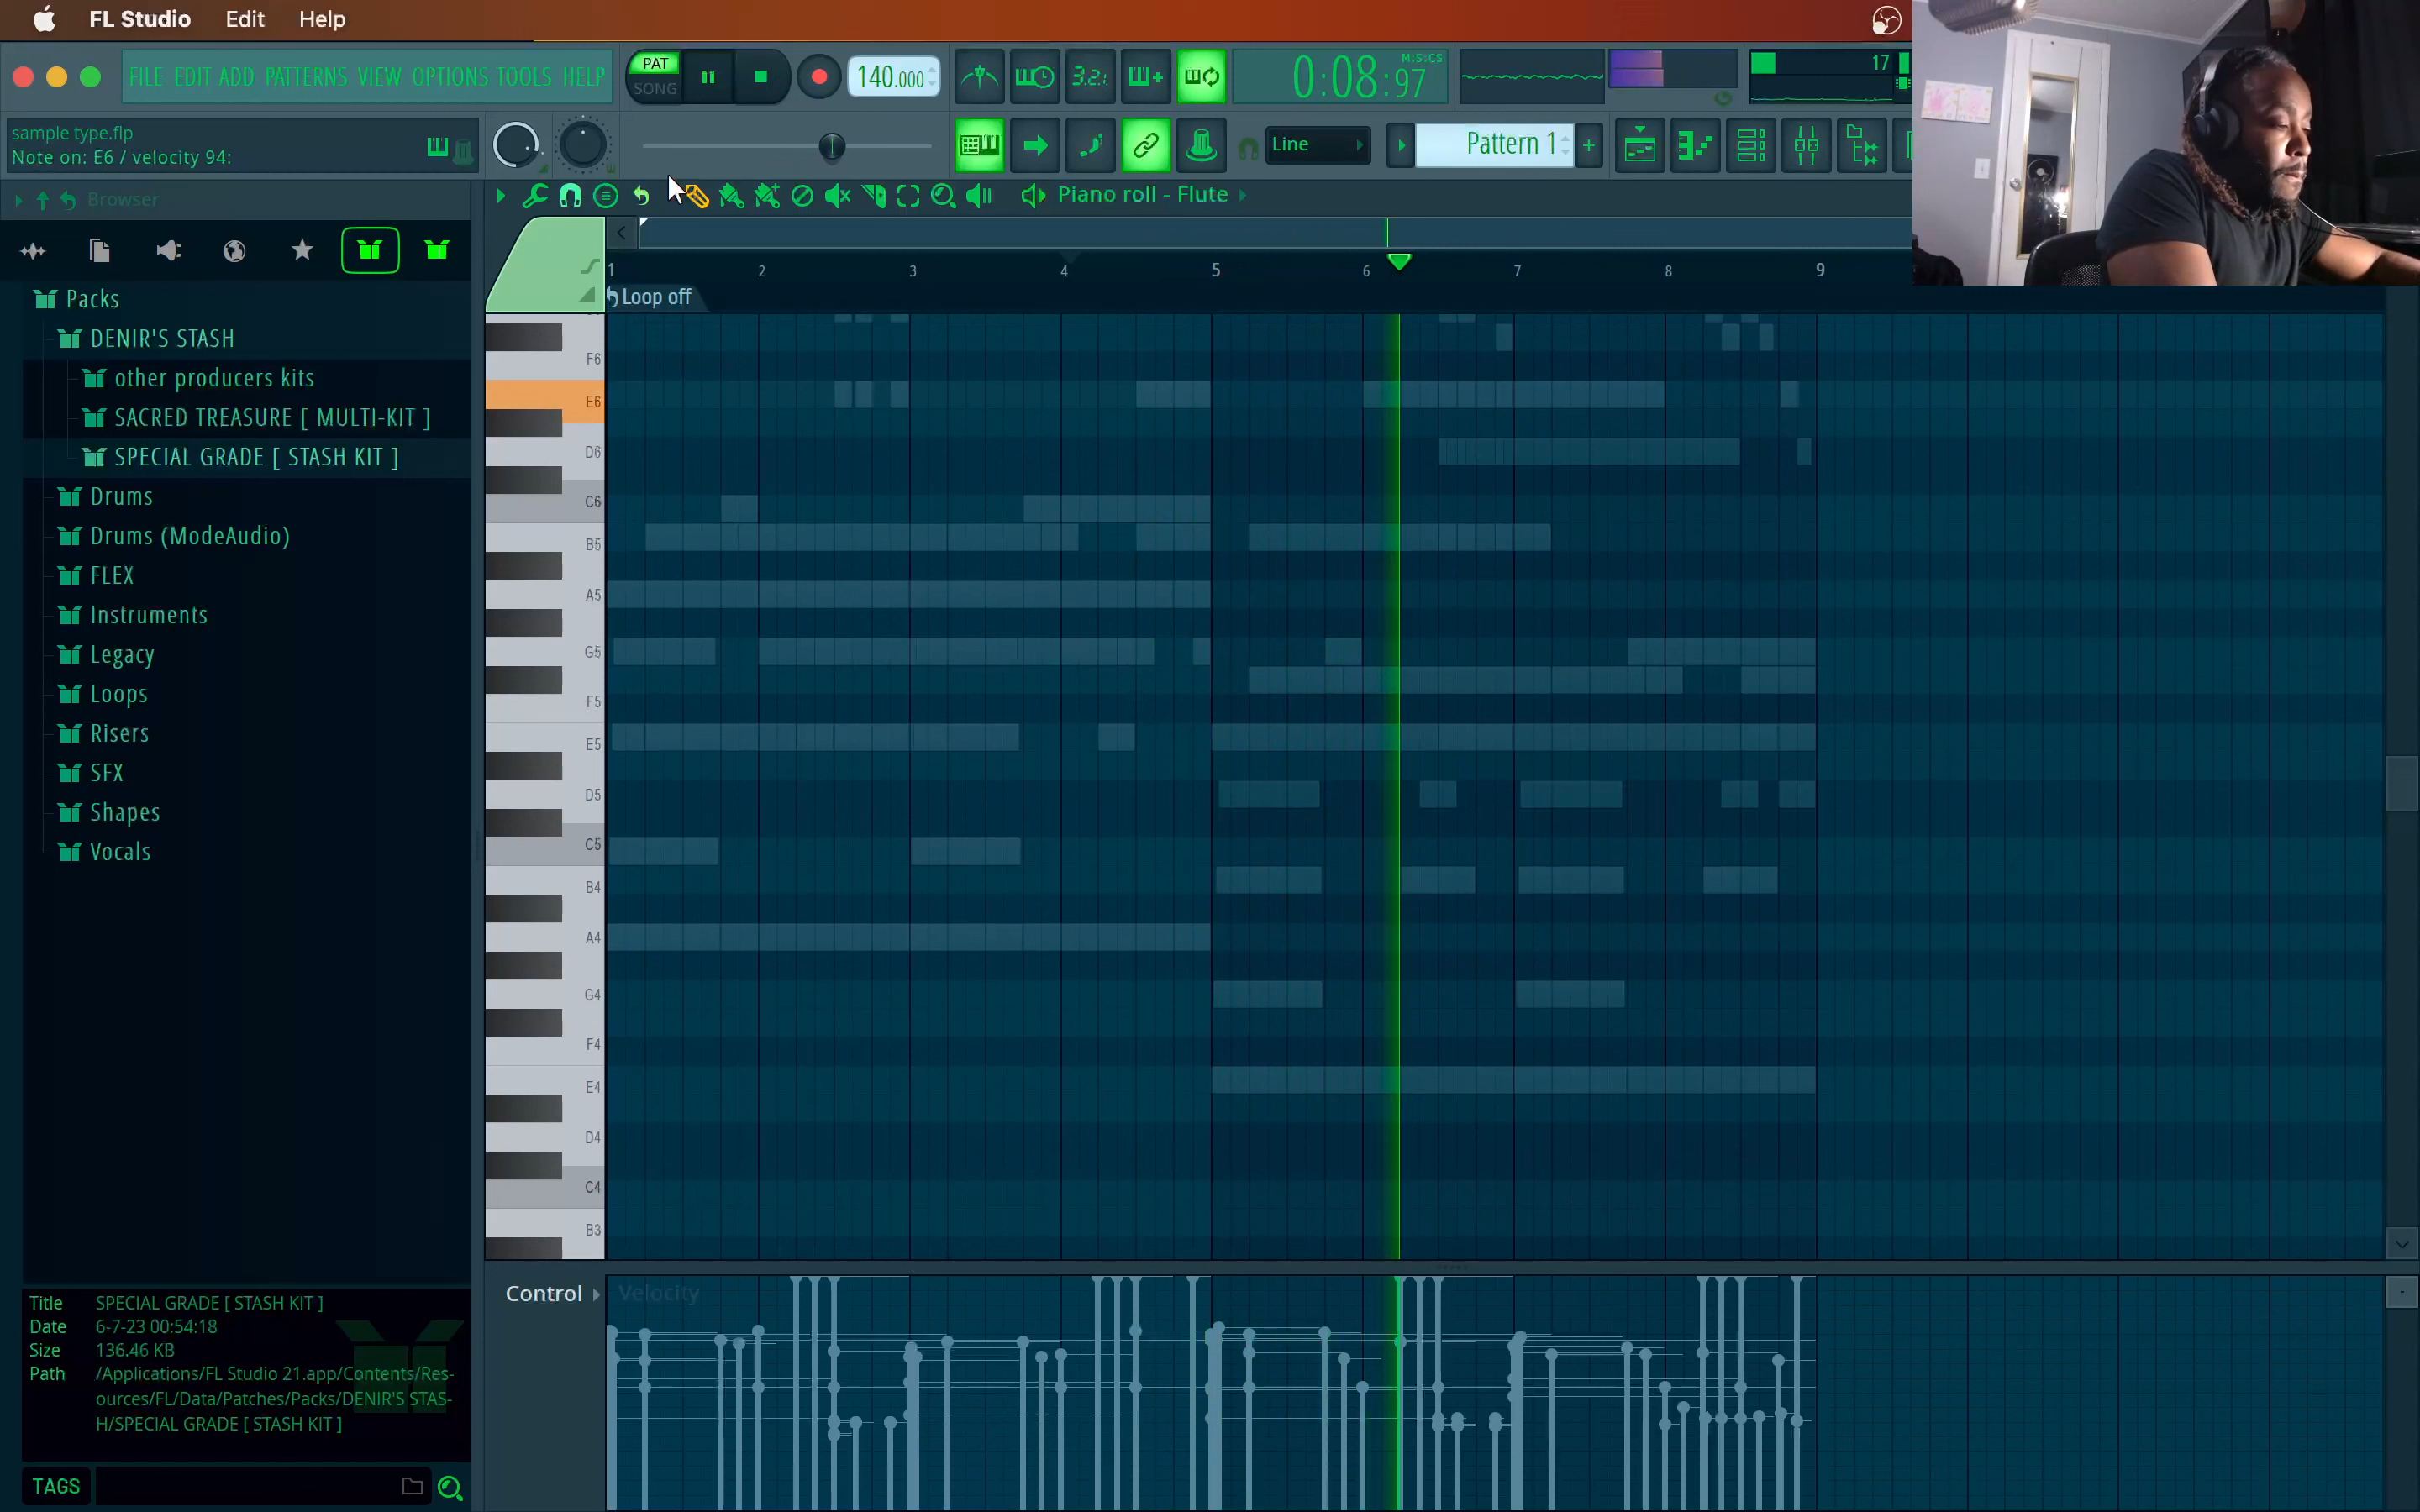 FL Studio Edit Help
FILE EDIT ADD PATTERNS VIEW OPTIONS TOOLS HELP
PAT
SONG
140.000
3.2.
M:S:CS
0:08:97
17
sample type.flp
Note on: E6 / velocity 94:
Line
Pattern 1
Browser
Piano roll - Flute
1 2 3 4 5 6 7 8 9
Loop off
Packs
DENIR'S STASH
other producers kits
SACRED TREASURE [ MULTI-KIT ]
SPECIAL GRADE [ STASH KIT ]
Drums
Drums (ModeAudio)
FLEX
Instruments
Legacy
Loops
Risers
SFX
Shapes
Vocals
F6
E6
D6
C6
B5
A5
G5
F5
E5
D5
C5
B4
A4
G4
F4
E4
D4
C4
B3
Control Velocity
Title SPECIAL GRADE [ STASH KIT ]
Date 6-7-23 00:54:18
Size 136.46 KB
Path /Applications/FL Studio 21.app/Contents/Res-
ources/FL/Data/Patches/Packs/DENIR'S STAS-
H/SPECIAL GRADE [ STASH KIT ]
TAGS